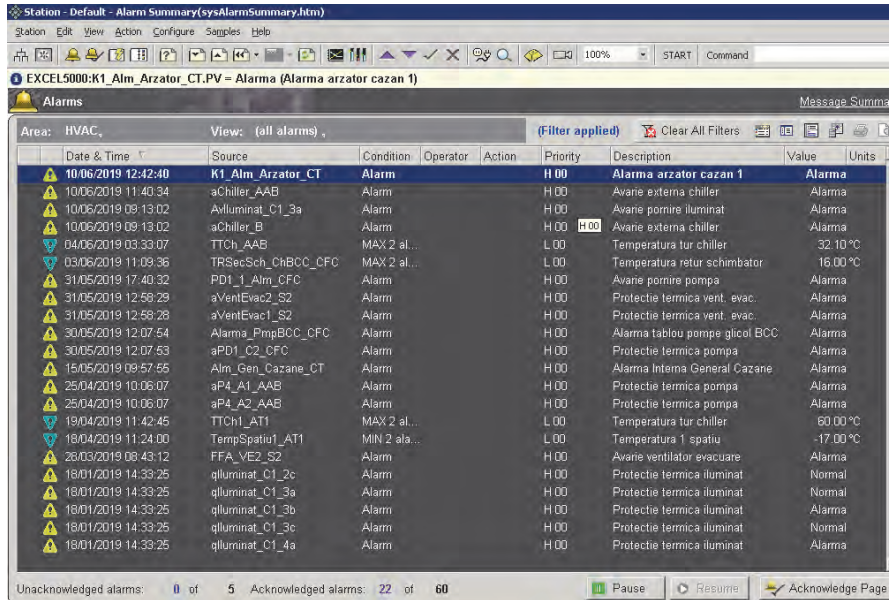 Station - Default - Alarm Summary(sysAlarmSummary.htm)
Station Edit View Action Configure Samples Help
100% START Command
EXCEL5000:K1_Alm_Arzator_CT.PV = Alarma (Alarma arzator cazan 1)
Alarms Message Summa
Area: HVAC View: (all alarms) (Filter applied) Clear All Filters
Date & Time Source Condition Operator Action Priority Description Value Units
10/06/2019 12:42:40 K1_Alm_Arzator_CT Alarm H 00 Alarma arzator cazan 1 Alarma
10/06/2019 11:40:34 aChiller_AAB Alarm H 00 Avarie externa chiller Alarma
10/06/2019 09:13:02 AvIluminat_C1_3a Alarm H 00 Avarie pornire iluminat Alarma
10/06/2019 09:13:02 aChiller_B Alarm H 00 H 00 Avarie externa chiller Alarma
04/06/2019 03:33:07 TTCh_AAB MAX 2 al... L 00 Temperatura tur chiller 32.10 °C
03/06/2019 11:09:36 TRSecSch_ChBCC_CFC MAX 2 al... L 00 Temperatura retur schimbator 16.00 °C
31/05/2019 17:40:32 PD1_1_Alm_CFC Alarm H 00 Avarie pornire pompa Alarma
31/05/2019 12:58:29 aVentEvac2_S2 Alarm H 00 Protectie termica vent. evac. Alarma
31/05/2019 12:58:28 aVentEvac1_S2 Alarm H 00 Protectie termica vent. evac. Alarma
30/05/2019 12:07:54 Alarma_PmpBCC_CFC Alarm H 00 Alarma tablou pompe glicol BCC Alarma
30/05/2019 12:07:53 aPD1_C2_CFC Alarm H 00 Protectie termica pompa Alarma
15/05/2019 09:57:55 Alm_Gen_Cazane_CT Alarm H 00 Alarma Interna General Cazane Alarma
25/04/2019 10:06:07 aP4_A1_AAB Alarm H 00 Protectie termica pompa Alarma
25/04/2019 10:06:07 aP4_A2_AAB Alarm H 00 Protectie termica pompa Alarma
19/04/2019 11:42:45 TTCh1_AT1 MAX 2 al... L 00 Temperatura tur chiller 60.00 °C
18/04/2019 11:24:00 TempSpatiu1_AT1 MIN 2 ala... L 00 Temperatura 1 spatiu -17.00 °C
28/03/2019 08:43:12 FFA_VE2_S2 Alarm H 00 Avarie ventilator evacuare Alarma
18/01/2019 14:33:25 qIluminat_C1_2c Alarm H 00 Protectie termica iluminat Normal
18/01/2019 14:33:25 qIluminat_C1_3a Alarm H 00 Protectie termica iluminat Normal
18/01/2019 14:33:25 qIluminat_C1_3b Alarm H 00 Protectie termica iluminat Alarma
18/01/2019 14:33:25 qIluminat_C1_3c Alarm H 00 Protectie termica iluminat Normal
18/01/2019 14:33:25 qIluminat_C1_4a Alarm H 00 Protectie termica iluminat Alarma
Unacknowledged alarms: 0 of 5 Acknowledged alarms: 22 of 60 Pause Resume Acknowledge Page